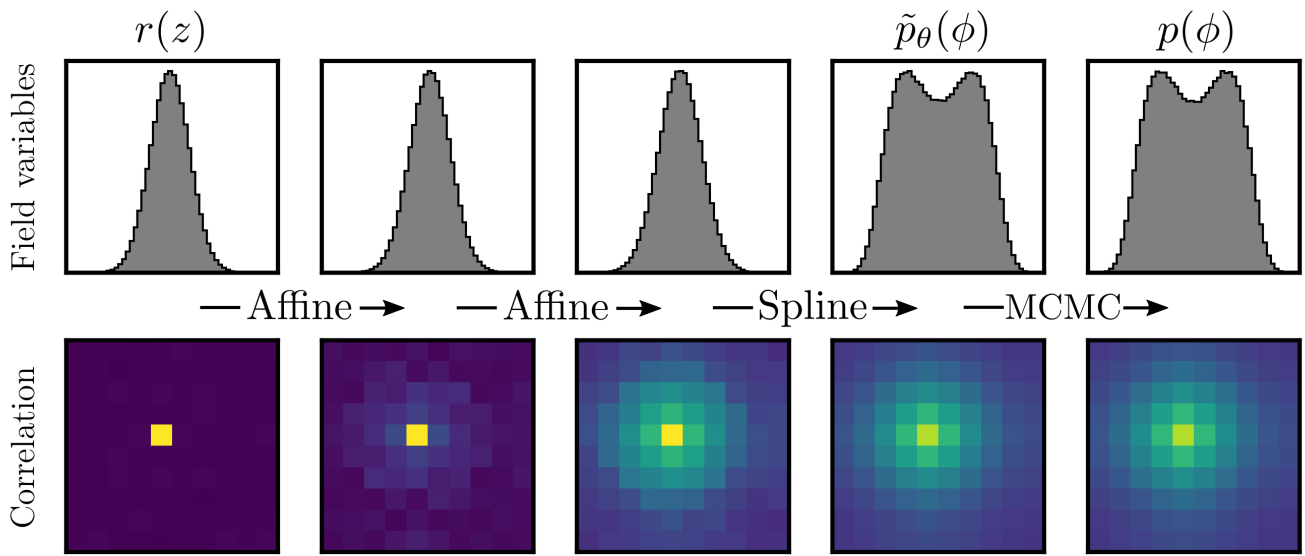 r(z)
p̃θ(ϕ)
p(ϕ)
Field variables
Affine
Affine
Spline
MCMC
Correlation